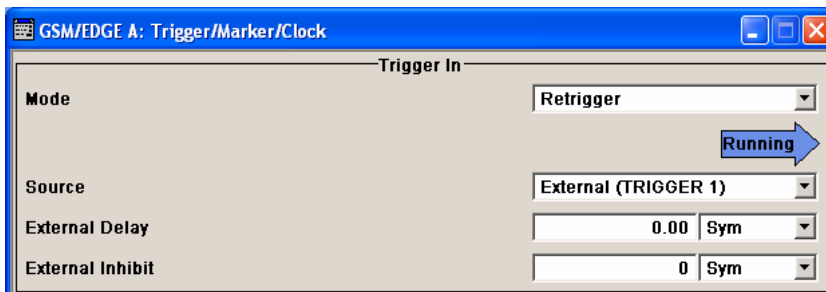 GSM/EDGE A: Trigger/Marker/Clock
Trigger In
Mode Retrigger
Running
Source External (TRIGGER 1)
External Delay 0.00 Sym
External Inhibit 0 Sym